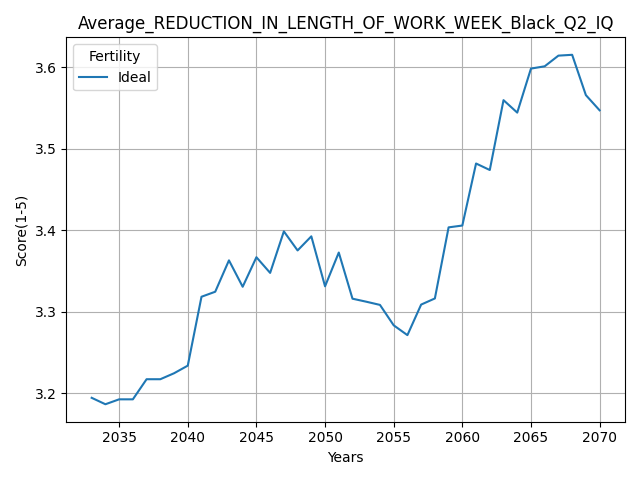 Average_REDUCTION_IN_LENGTH_OF_WORK_WEEK_Black_Q2_IQ
Fertility
Ideal
3.6
3.5
3.4
3.3
3.2
Score(1-5)
2035 2040 2045 2050 2055 2060 2065 2070
Years